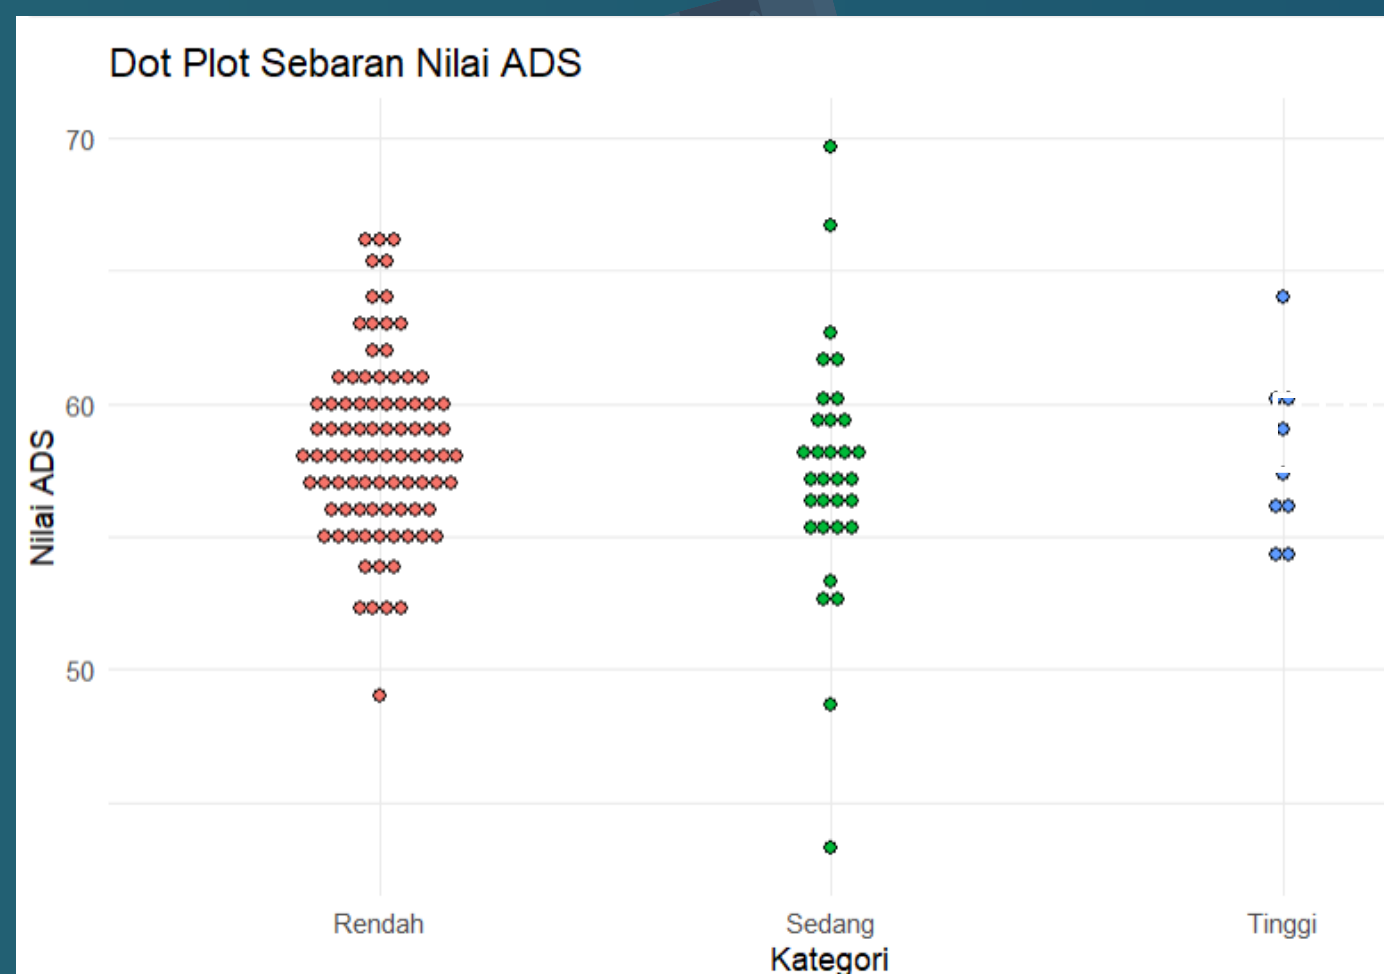 Dot Plot Sebaran Nilai ADS
70
60
50
Nilai ADS
Rendah
Sedang
Tinggi
Kategori